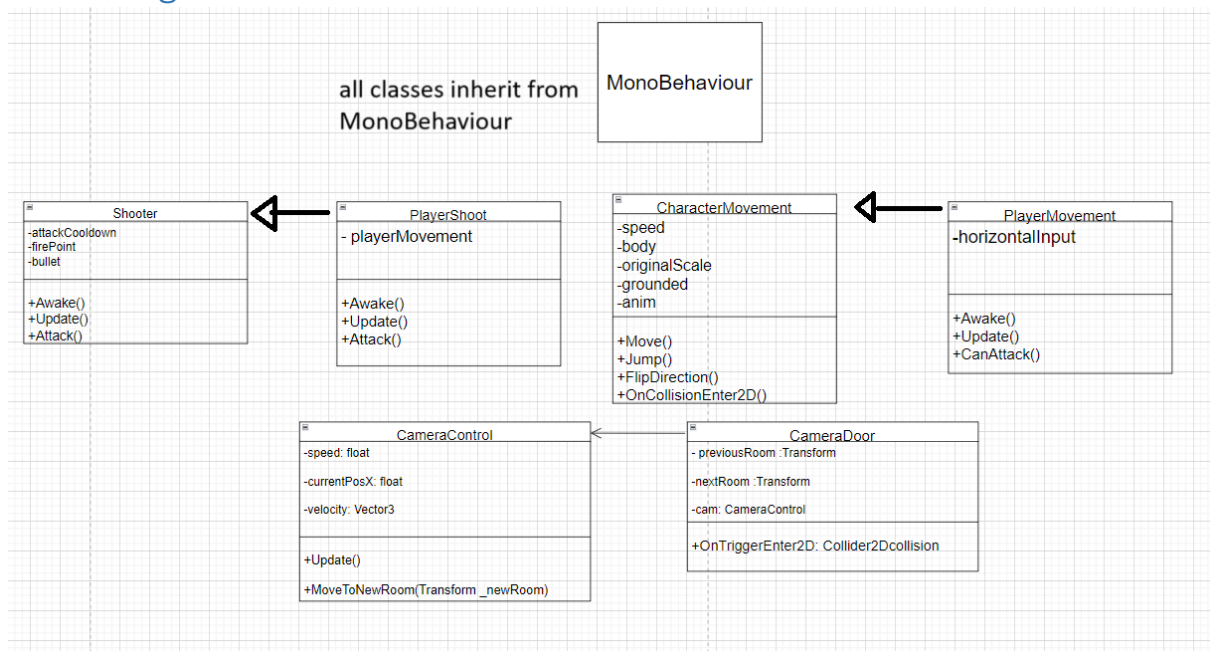 all classes inherit from
MonoBehaviour
MonoBehaviour
Shooter
-attackCooldown
-firePoint
-bullet
+Awake()
+Update()
+Attack()
PlayerShoot
- playerMovement
+Awake()
+Update()
+Attack()
CharacterMovement
-speed
-body
-originalScale
-grounded
-anim
+Move()
+Jump()
+FlipDirection()
+OnCollisionEnter2D()
PlayerMovement
-horizontalInput
+Awake()
+Update()
+CanAttack()
CameraControl
-speed: float
-currentPosX: float
-velocity: Vector3
+Update()
+MoveToNewRoom(Transform _newRoom)
CameraDoor
- previousRoom :Transform
-nextRoom :Transform
-cam: CameraControl
+OnTriggerEnter2D: Collider2Dcollision